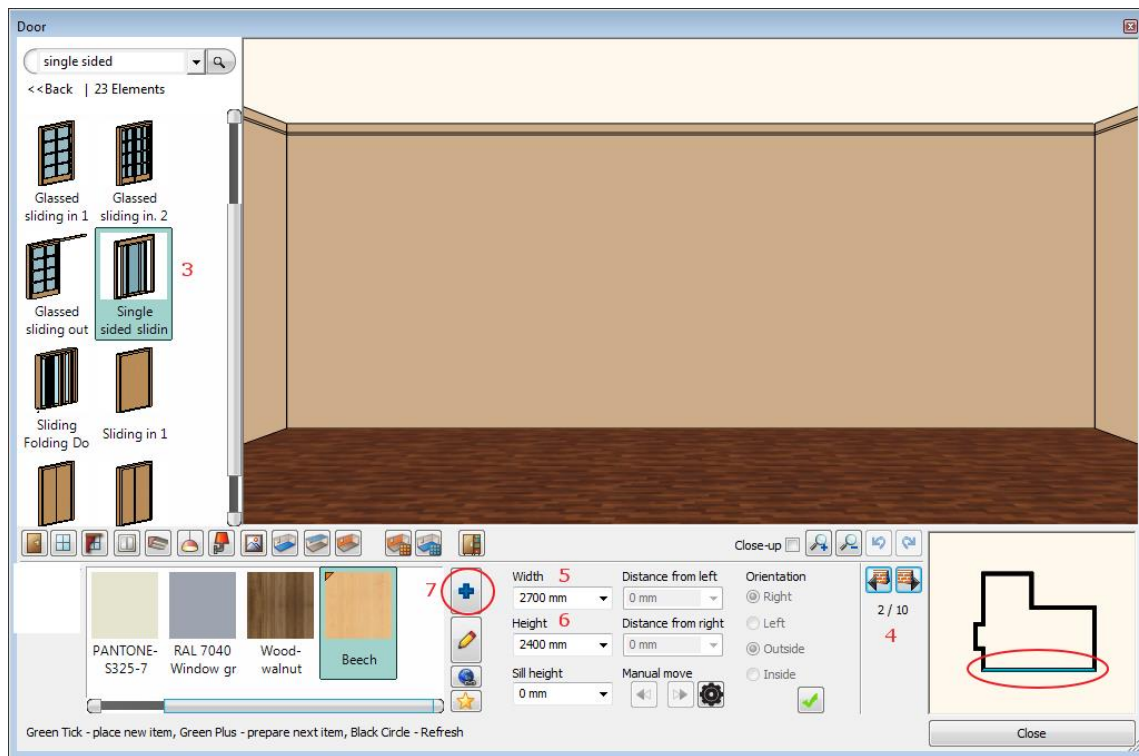 Door
single sided
<<Back | 23 Elements
Glassed
sliding in 1
Glassed
sliding in. 2
Glassed
sliding out
Single
sided slidin
3
Sliding
Folding Do
Sliding in 1
Close-up
PANTONE-
S325-7
RAL 7040
Window gr
Wood-
walnut
Beech
7
Width 5
2700 mm
Height 6
2400 mm
Sill height
0 mm
Distance from left
0 mm
Distance from right
0 mm
Manual move
Orientation
Right
Left
Outside
Inside
2 / 10
4
Green Tick - place new item, Green Plus - prepare next item, Black Circle - Refresh
Close